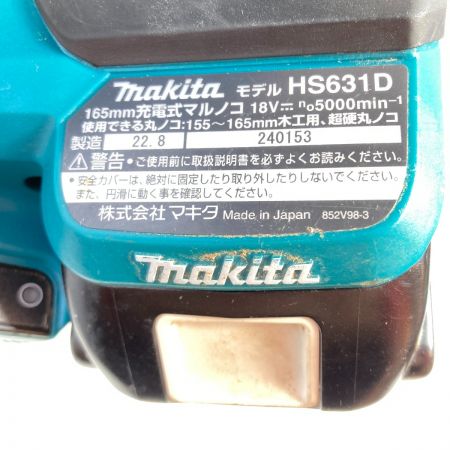 makita モデル HS631D
165mm充電式マルノコ 18V⎓ n₀5000min⁻¹
使用できる丸ノコ:155～165mm木工用、超硬丸ノコ
製造 22. 8 240153
⚠警告・ご使用前に取扱説明書を必ずよくお読みください。
・安全カバーは、絶対に固定したり取り外したりしないでください。
また、円滑に動く事を確認してください。
株式会社 マキタ Made in Japan 852V98-3
makita